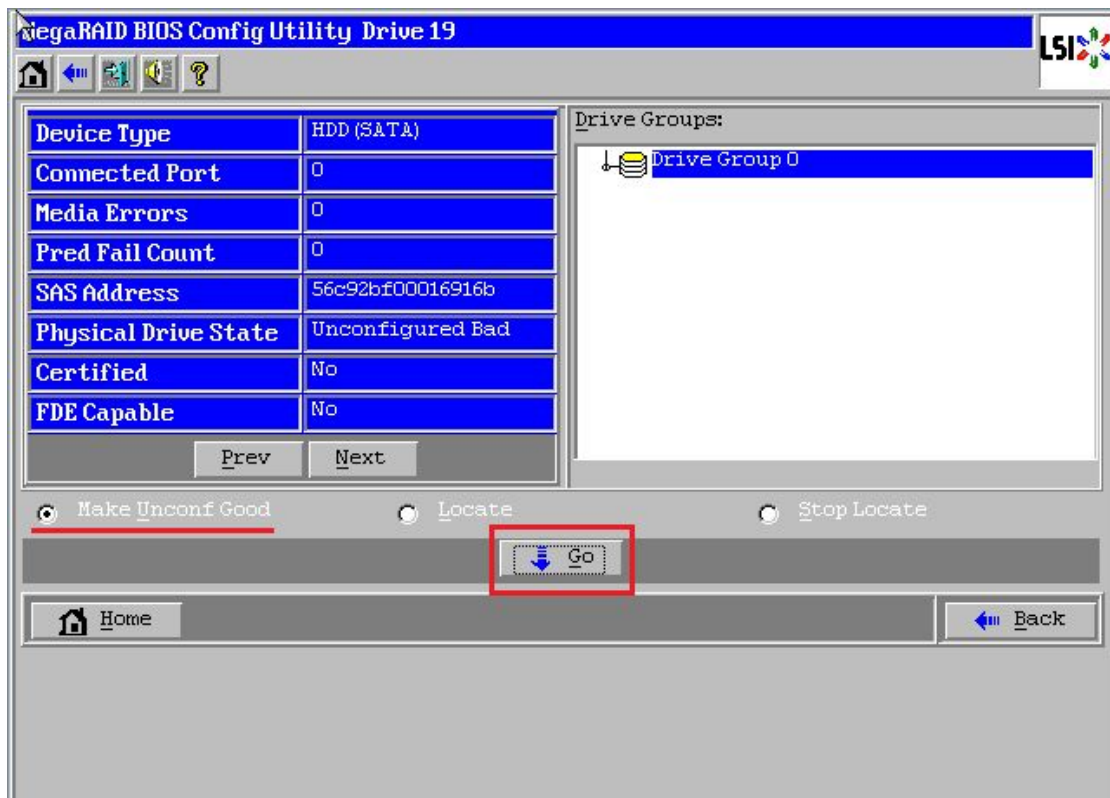 MegaRAID BIOS Config Utility Drive 19
LSI
Device Type HDD (SATA)
Connected Port 0
Media Errors 0
Pred Fail Count 0
SAS Address 56c92bf00016916b
Physical Drive State Unconfigured Bad
Certified No
FDE Capable No
Prev Next
Drive Groups:
Drive Group 0
Make Unconf Good Locate Stop Locate
Go
Home Back